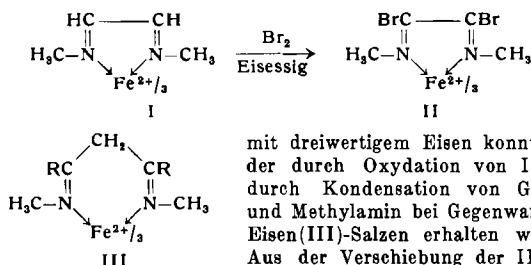 HC CH
H₃C–N N–CH₃
Fe²⁺/₃
I
Br₂
Eisessig
BrC CBr
H₃C–N N–CH₃
Fe²⁺/₃
II
CH₂
RC CR
H₃C–N N–CH₃
Fe²⁺/₃
III
mit dreiwertigem Eisen konnt
der durch Oxydation von I
durch Kondensation von G
und Methylamin bei Gegenwa
Eisen(III)-Salzen erhalten w
Aus der Verschiebung der II